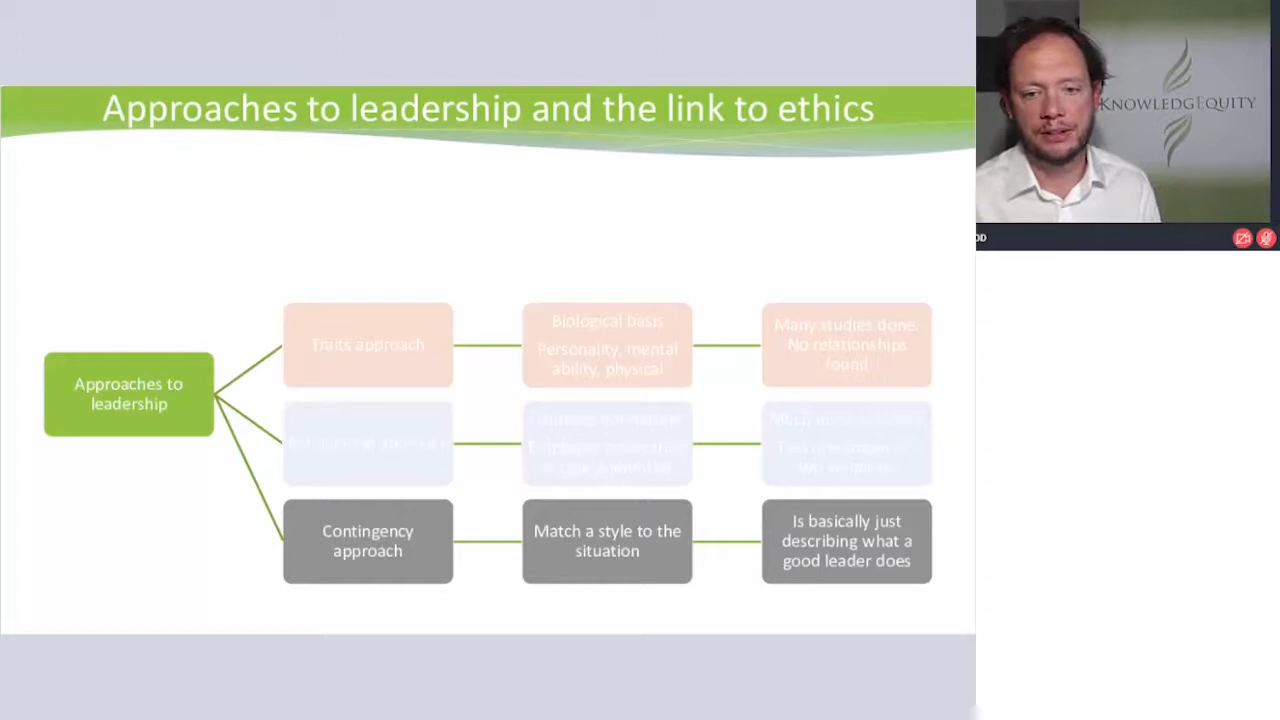 Approaches to leadership and the link to ethics
KNOWLEDGEQUITY
OD
Approaches to
leadership
Traits approach
Biological basis
Personality, mental
ability, physical
Many studies done.
No relationships
found
Contingency
approach
Match a style to the
situation
Is basically just
describing what a
good leader does